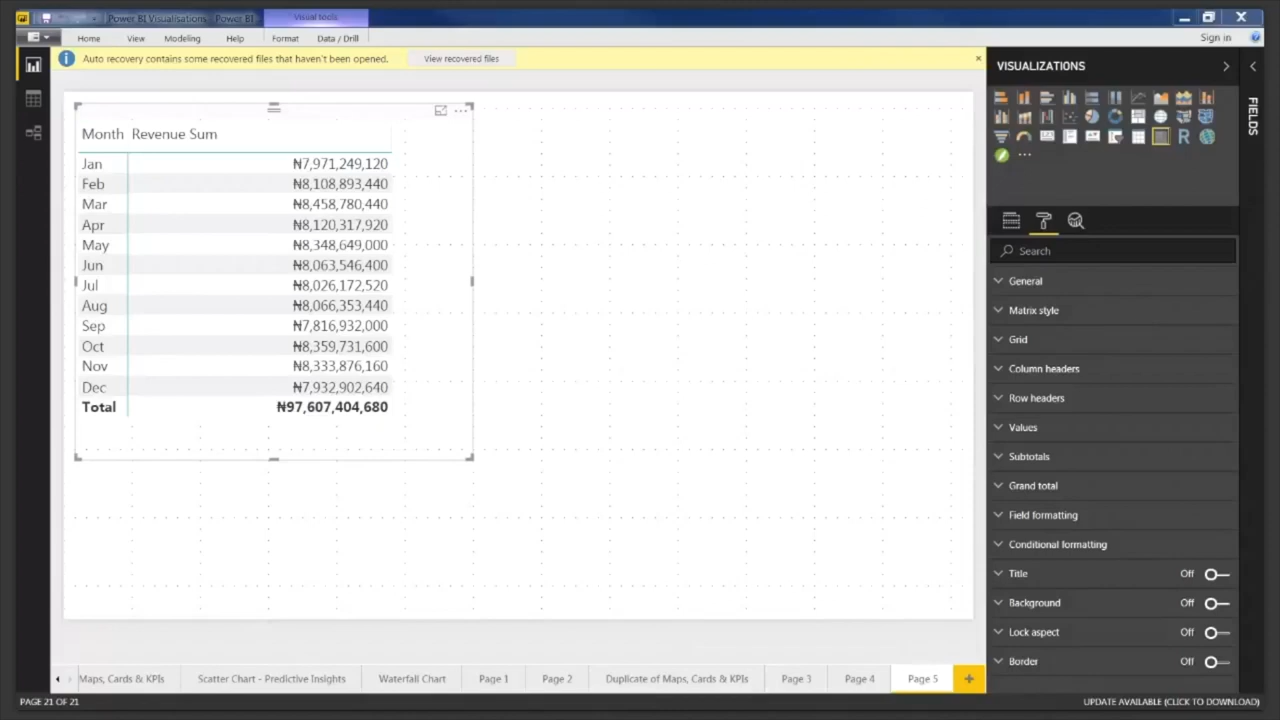 Power BI Visualisations - Power BI
Visual tools
Home View Modeling Help Format Data / Drill
Sign in
Auto recovery contains some recovered files that haven't been opened. View recovered files
VISUALIZATIONS
FIELDS
Month Revenue Sum
Jan ₦7,971,249,120
Feb ₦8,108,893,440
Mar ₦8,458,780,440
Apr ₦8,120,317,920
May ₦8,348,649,000
Jun ₦8,063,546,400
Jul ₦8,026,172,520
Aug ₦8,066,353,440
Sep ₦7,816,932,000
Oct ₦8,359,731,600
Nov ₦8,333,876,160
Dec ₦7,932,902,640
Total ₦97,607,404,680
R
Search
General
Matrix style
Grid
Column headers
Row headers
Values
Subtotals
Grand total
Field formatting
Conditional formatting
Title Off
Background Off
Lock aspect Off
Border Off
Maps, Cards & KPIs Scatter Chart - Predictive Insights Waterfall Chart Page 1 Page 2 Duplicate of Maps, Cards & KPIs Page 3 Page 4 Page 5
PAGE 21 OF 21
UPDATE AVAILABLE (CLICK TO DOWNLOAD)